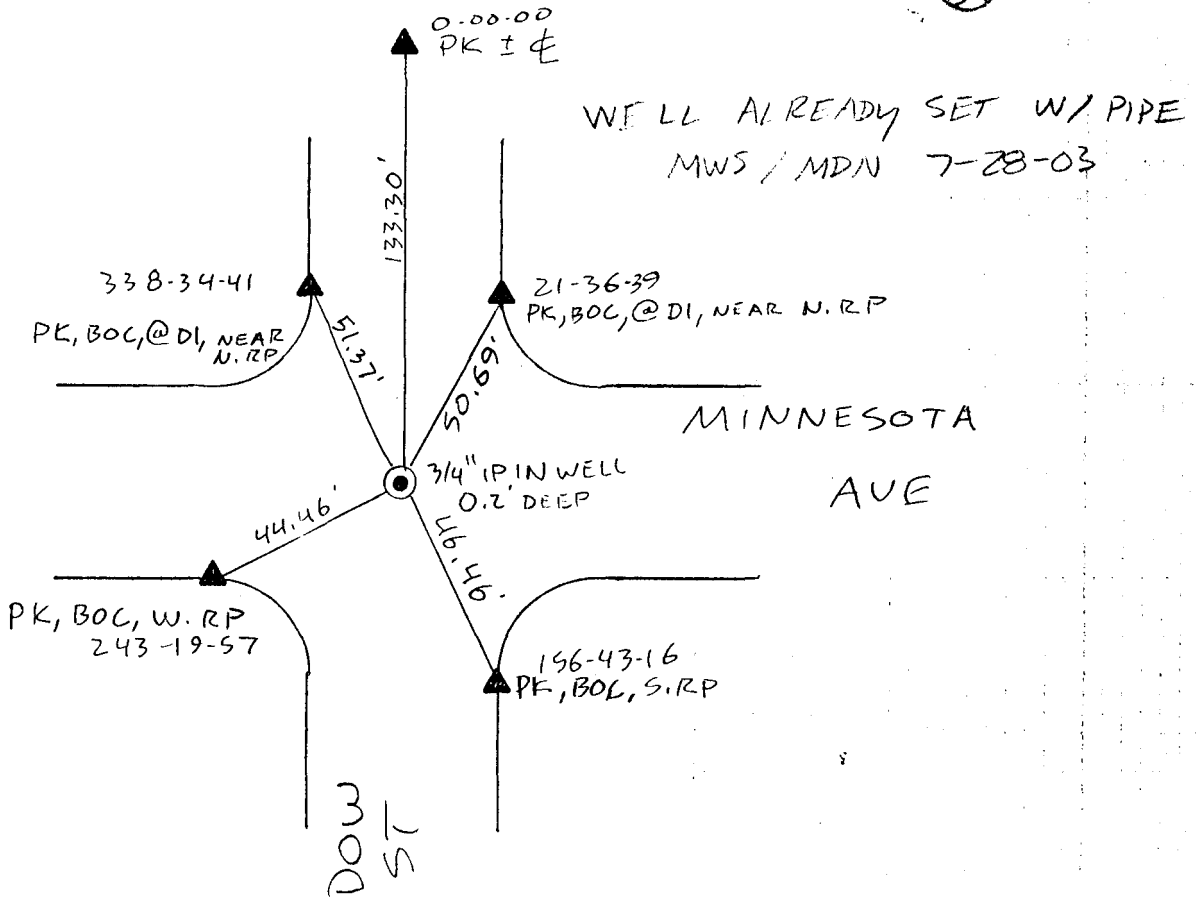 0-00-00
PK ± ℄
WELL ALREADY SET W/ PIPE
MWS / MDN 7-28-03
133.30'
338-34-41
PK, BOC, @ DI, NEAR
N. RP
21-36-39
PK, BOC, @ DI, NEAR N. RP
51.37'
50.69'
MINNESOTA
AVE
3/4" IP IN WELL
0.2' DEEP
44.46'
46.46'
PK, BOC, W. RP
243-19-57
156-43-16
PK, BOC, S. RP
DOW
ST